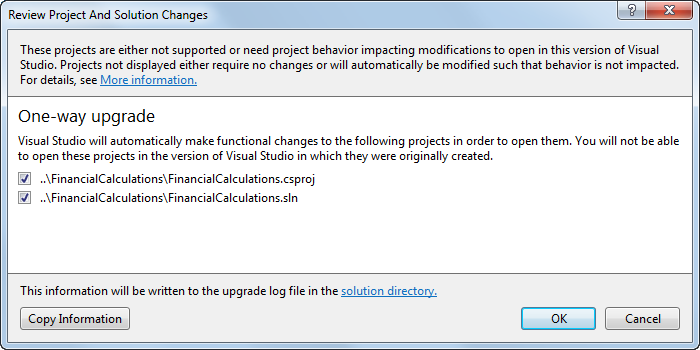 Review Project And Solution Changes
These projects are either not supported or need project behavior impacting modifications to open in this version of Visual
Studio. Projects not displayed either require no changes or will automatically be modified such that behavior is not impacted.
For details, see More information.
One-way upgrade
Visual Studio will automatically make functional changes to the following projects in order to open them. You will not be able
to open these projects in the version of Visual Studio in which they were originally created.
..\FinancialCalculations\FinancialCalculations.csproj
..\FinancialCalculations\FinancialCalculations.sln
This information will be written to the upgrade log file in the solution directory.
Copy Information OK Cancel